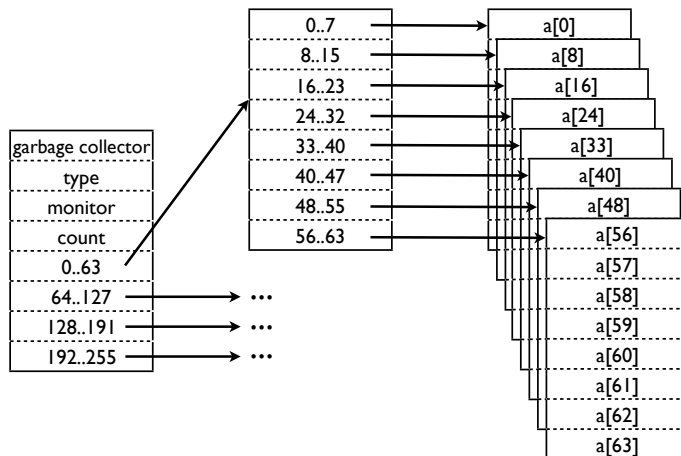 garbage collector
type
monitor
count
0..63
64..127
128..191
192..255
0..7
8..15
16..23
24..32
33..40
40..47
48..55
56..63
...
...
...
a[0]
a[8]
a[16]
a[24]
a[33]
a[40]
a[48]
a[56]
a[57]
a[58]
a[59]
a[60]
a[61]
a[62]
a[63]